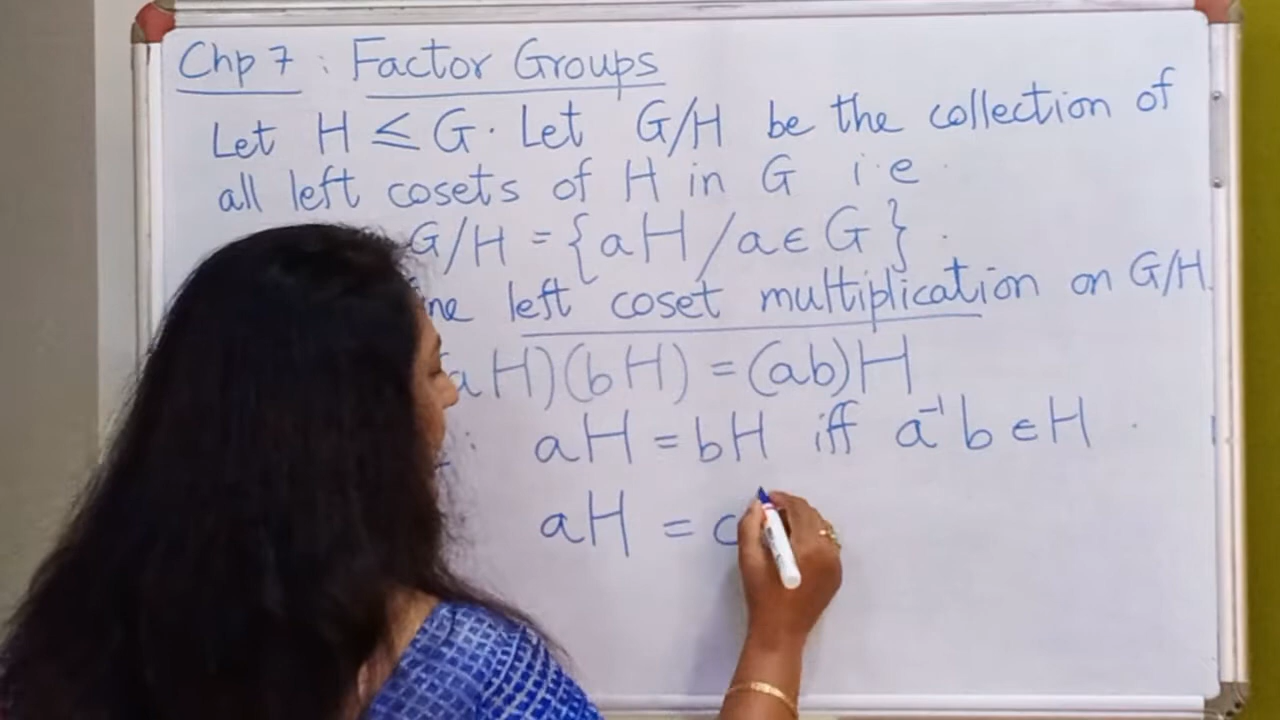 Chp 7 : Factor Groups
Let H ≤ G. Let G/H be the collection of
all left cosets of H in G i.e.
G/H = {aH / a ∈ G}.
left coset multiplication on G/H.
aH)(bH) = (ab)H
: aH = bH iff a⁻¹b ∈ H .
aH = c